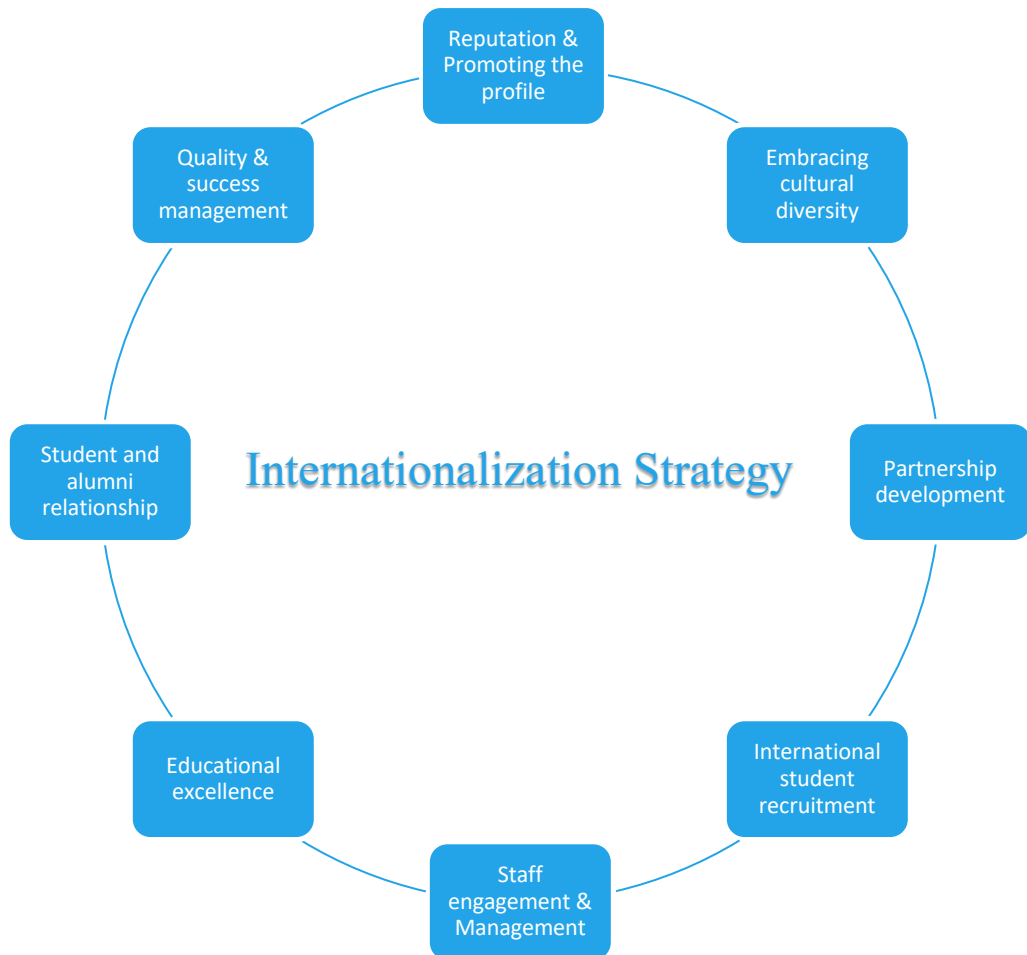 Reputation &
Promoting the
profile
Quality &
success
management
Embracing
cultural
diversity
Student and
alumni
relationship
Internationalization Strategy
Partnership
development
Educational
excellence
International
student
recruitment
Staff
engagement &
Management